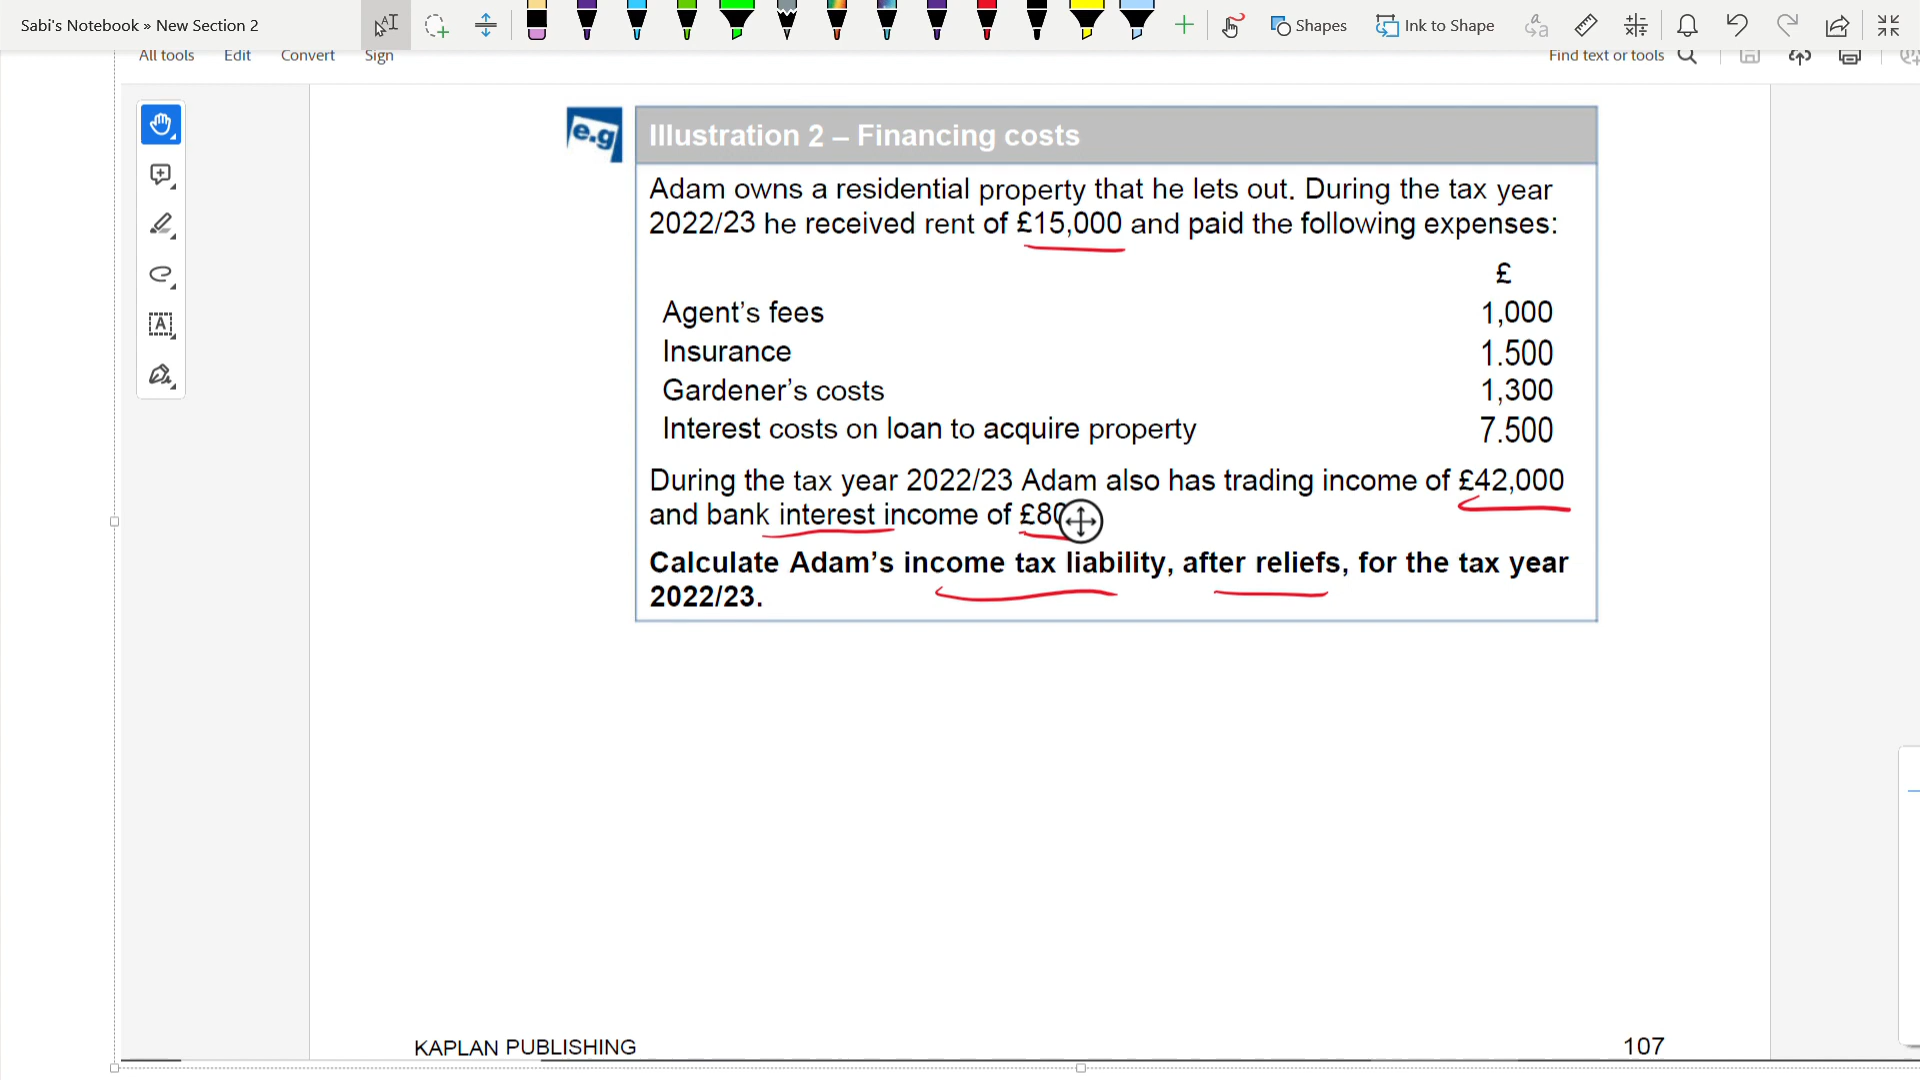 Sabi's Notebook » New Section 2
Shapes
Ink to Shape
All tools Edit Convert Sign
Find text or tools
e.g
Illustration 2 – Financing costs
Adam owns a residential property that he lets out. During the tax year
2022/23 he received rent of £15,000 and paid the following expenses:
£
Agent's fees 1,000
Insurance 1.500
Gardener's costs 1,300
Interest costs on loan to acquire property 7.500
During the tax year 2022/23 Adam also has trading income of £42,000
and bank interest income of
Calculate Adam's income tax liability, after reliefs, for the tax year
2022/23.
KAPLAN PUBLISHING 107